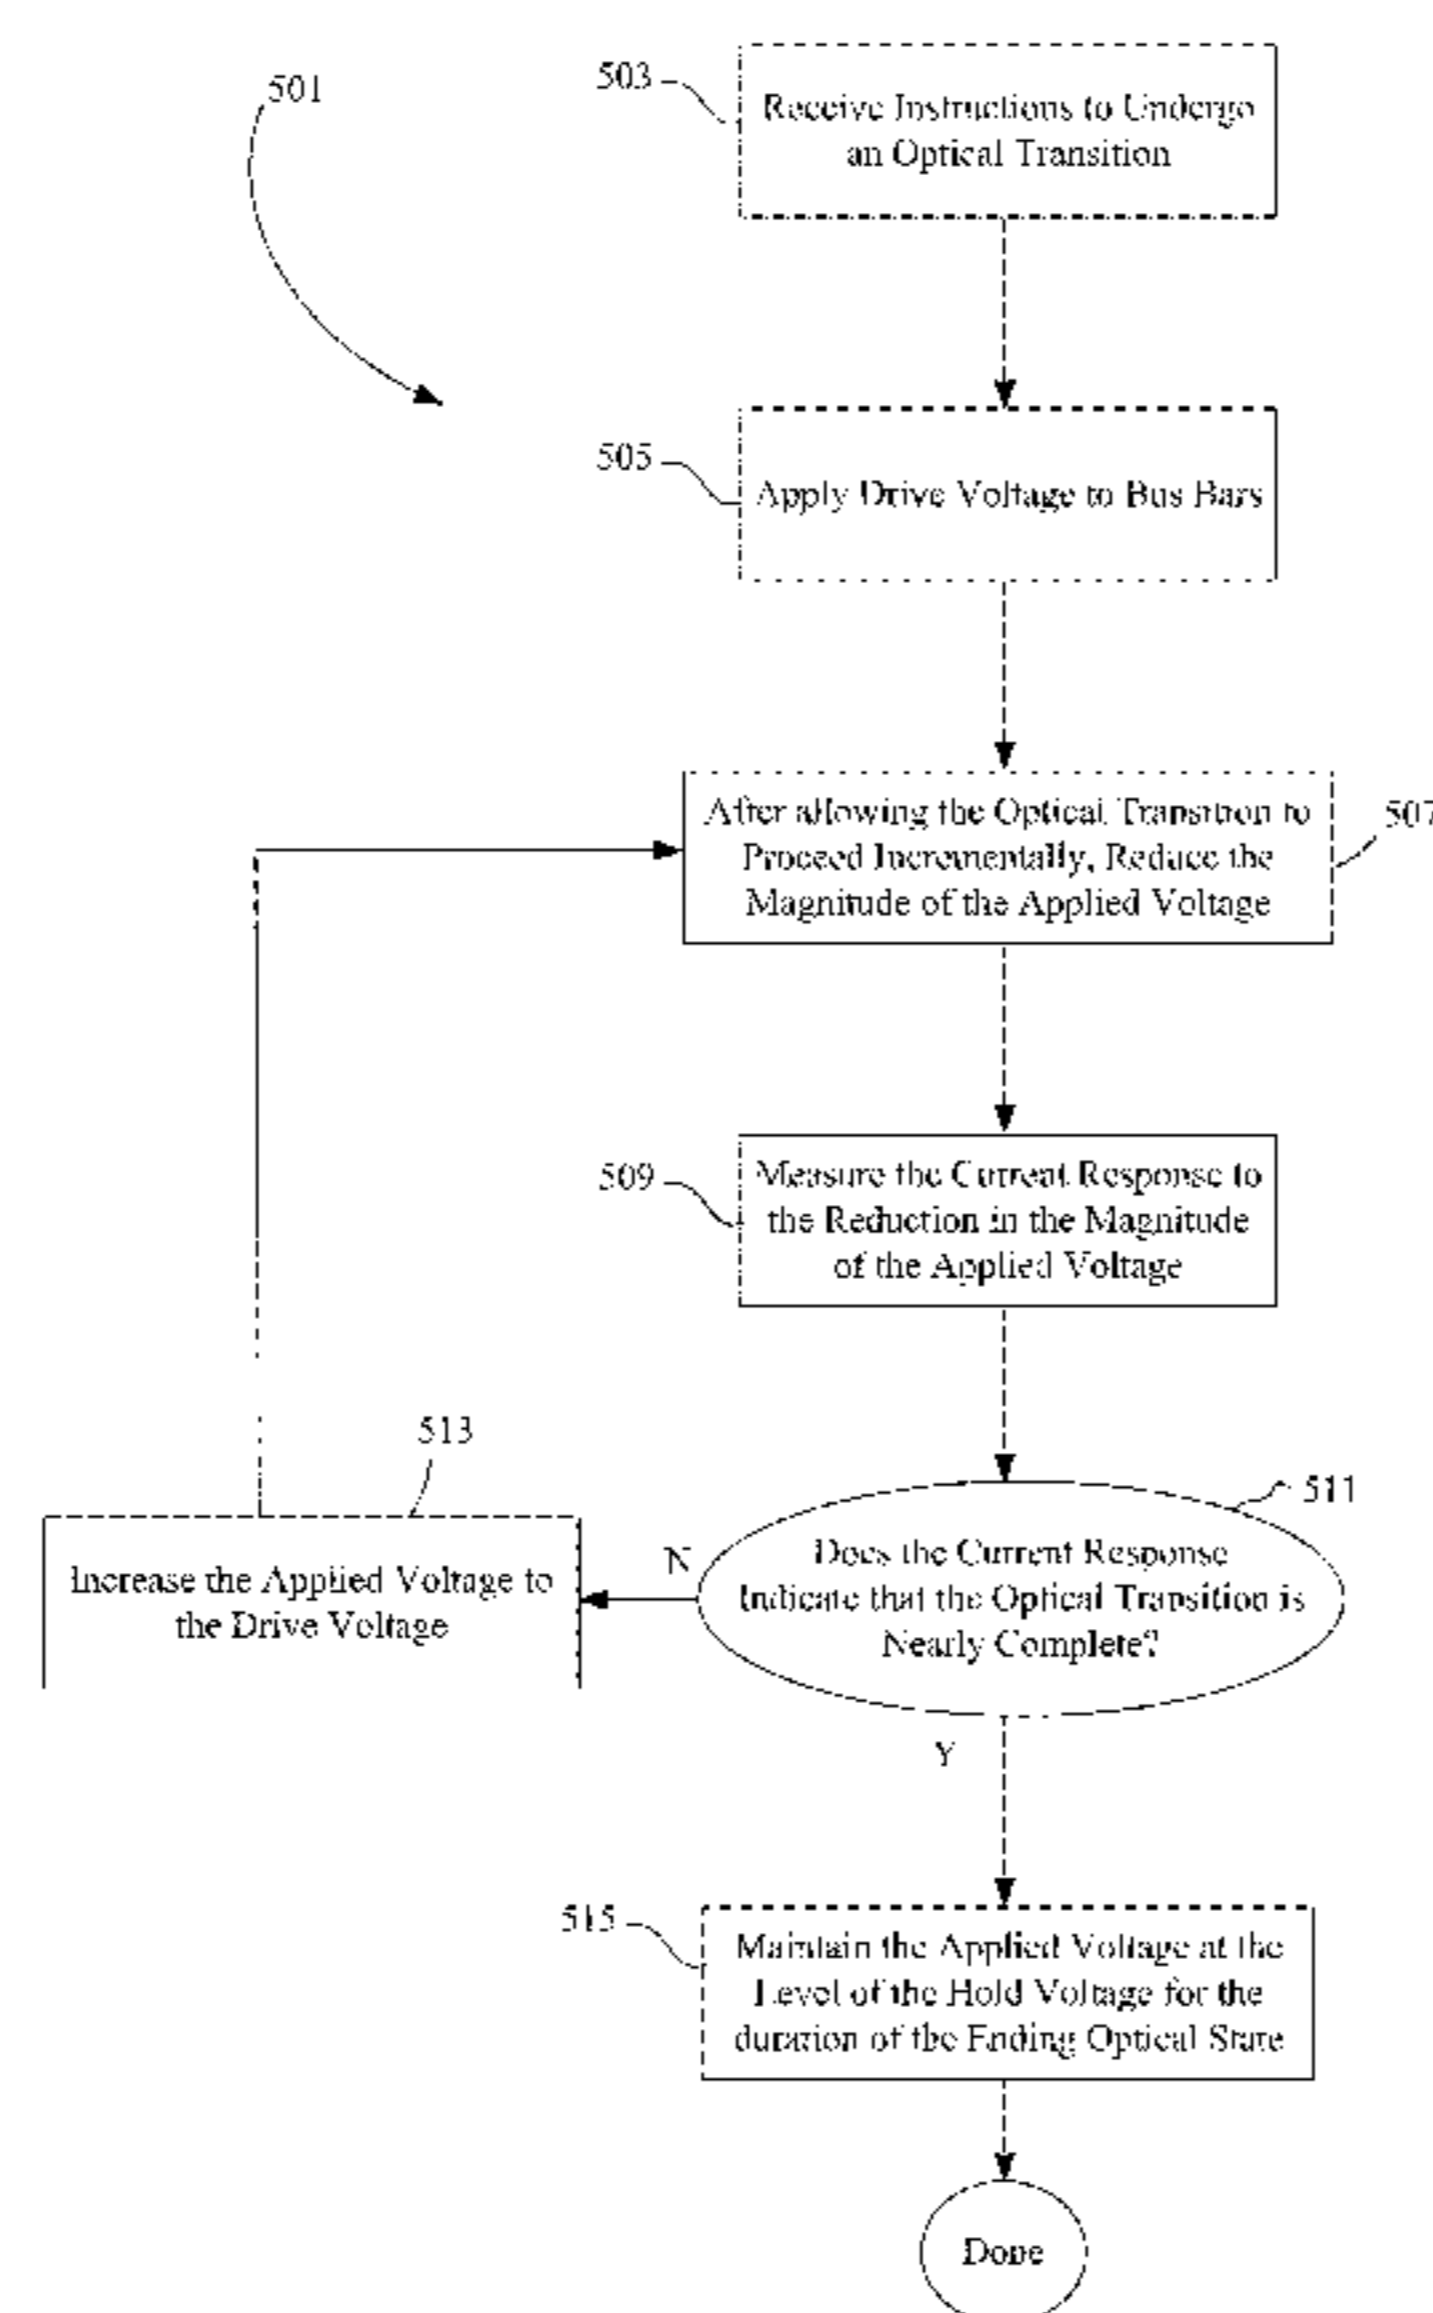 501
503
Receive Instructions to Undergo
an Optical Transition
505
Apply Drive Voltage to Bus Bars
After allowing the Optical Transition to
Proceed Incrementally, Reduce the
Magnitude of the Applied Voltage
507
509
Measure the Current Response to
the Reduction in the Magnitude
of the Applied Voltage
513
Increase the Applied Voltage to
the Drive Voltage
N
511
Does the Current Response
Indicate that the Optical Transition is
Nearly Complete?
Y
515
Maintain the Applied Voltage at the
Level of the Hold Voltage for the
duration of the Ending Optical State
Done